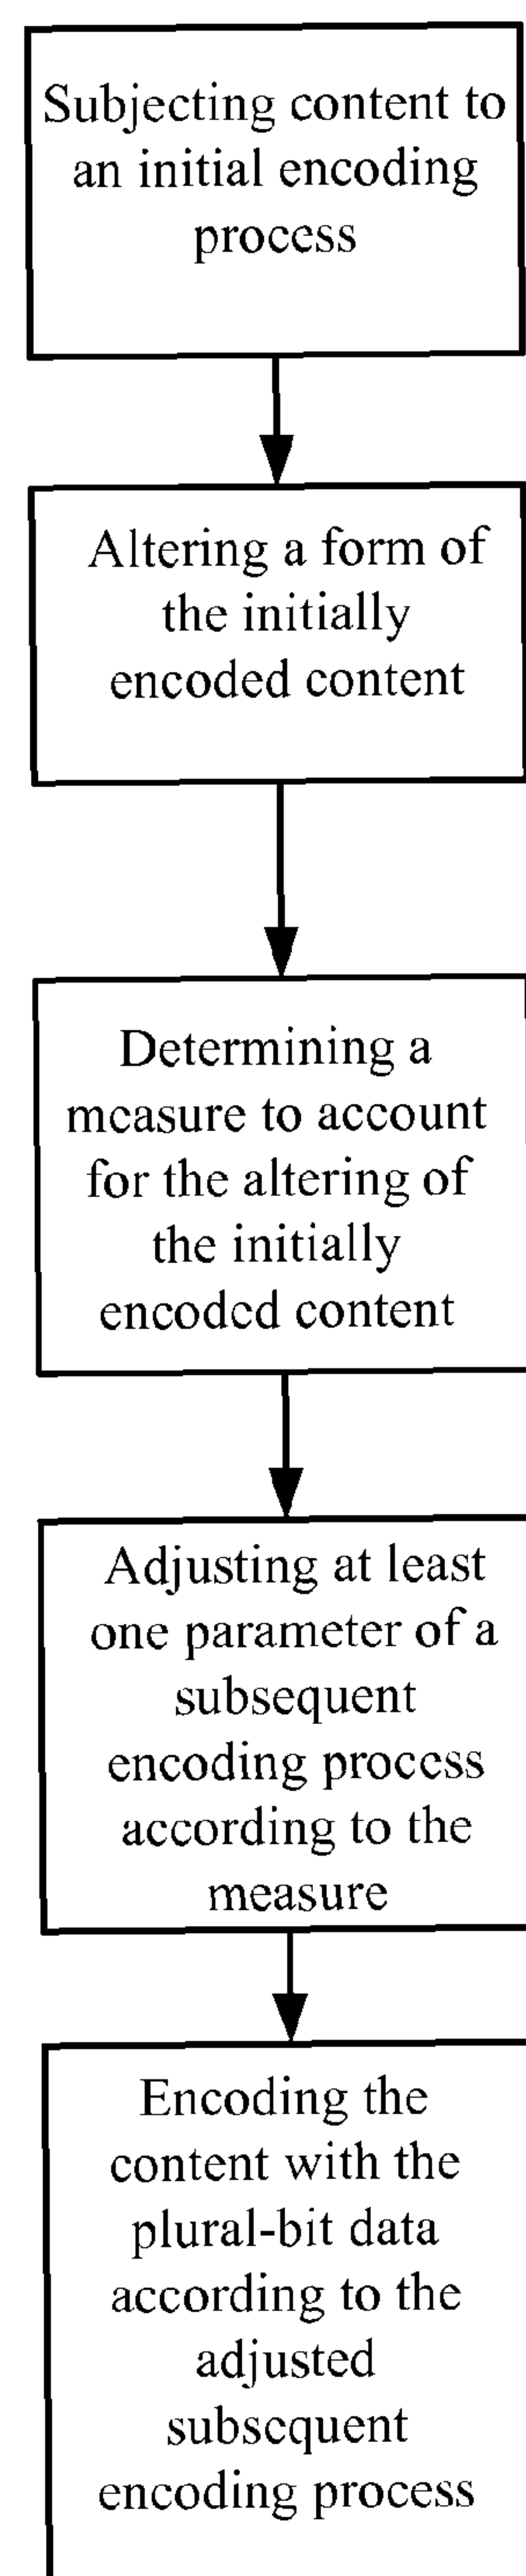 Subjecting content to
an initial encoding
process
Altering a form of
the initially
encoded content
Determining a
measure to account
for the altering of
the initially
encoded content
Adjusting at least
one parameter of a
subsequent
encoding process
according to the
measure
Encoding the
content with the
plural-bit data
according to the
adjusted
subsequent
encoding process